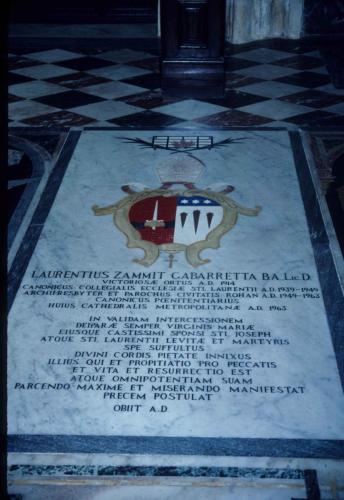 LAURENTIUS ZAMMIT GABARRETTA B.A. LIC D.
VICTORIOSAE ORTUS A.D. 1914
CANONICUS COLLEGIALIS ECCLESIAE STI. LAURENTII A.D. 1939-1949
ARCHIPRESBYTER ET PAROCHUS CIVITATIS ROHAN A.D. 1949-1963
CANONICUS POENITENTIARIUS
HUIUS CATHEDRALIS METROPOLITANAE A.D. 1963
IN VALIDAM INTERCESSIONEM
DEIPARAE SEMPER VIRGINIS MARIAE
EIUSQUE CASTISSIMI SPONSI STI. JOSEPH
ATQUE STI. LAURENTII LEVITAE ET MARTYRIS
SPE SUFFULTUS
DIVINI CORDIS PIETATE INNIXUS
ILLIUS QUI ET PROPITIATIO PRO PECCATIS
ET VITA ET RESURRECTIO EST
ATQUE OMNIPOTENTIAM SUAM
PARCENDO MAXIME ET MISERANDO MANIFESTAT
PRECEM POSTULAT
OBIIT A.D.